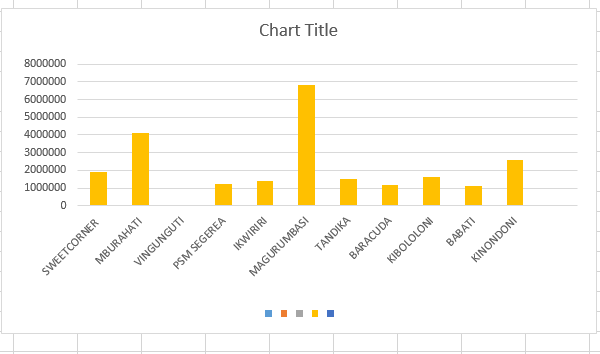 Chart Title
8000000
7000000
6000000
5000000
4000000
3000000
2000000
1000000
0
SWEETCORNER
MBURAHATI
VINGUNGUTI
PSM SEGEREA
IKWIRIRI
MAGURUMBASI
TANDIKA
BARACUDA
KIBOLOLONI
BABATI
KINONDONI